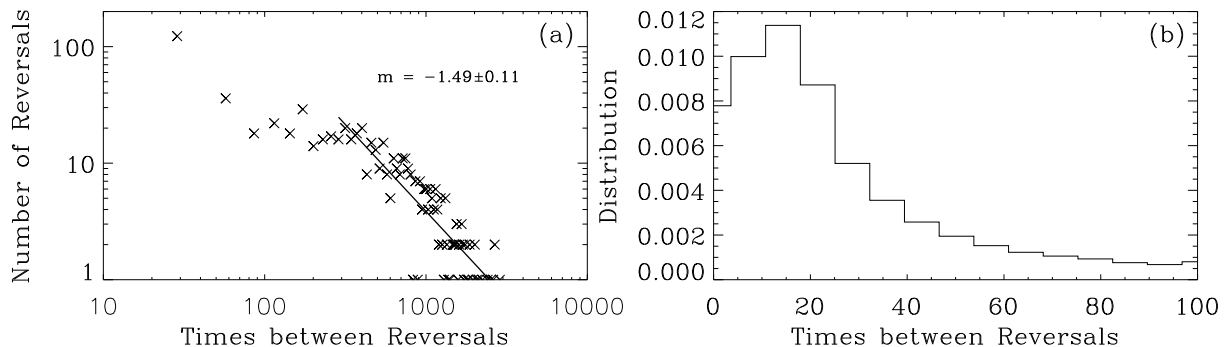 (a)
m = −1.49±0.11
Number of Reversals
100
10
1
10 100 1000 10000
Times between Reversals
(b)
Distribution
0.012
0.010
0.008
0.006
0.004
0.002
0.000
0 20 40 60 80 100
Times between Reversals